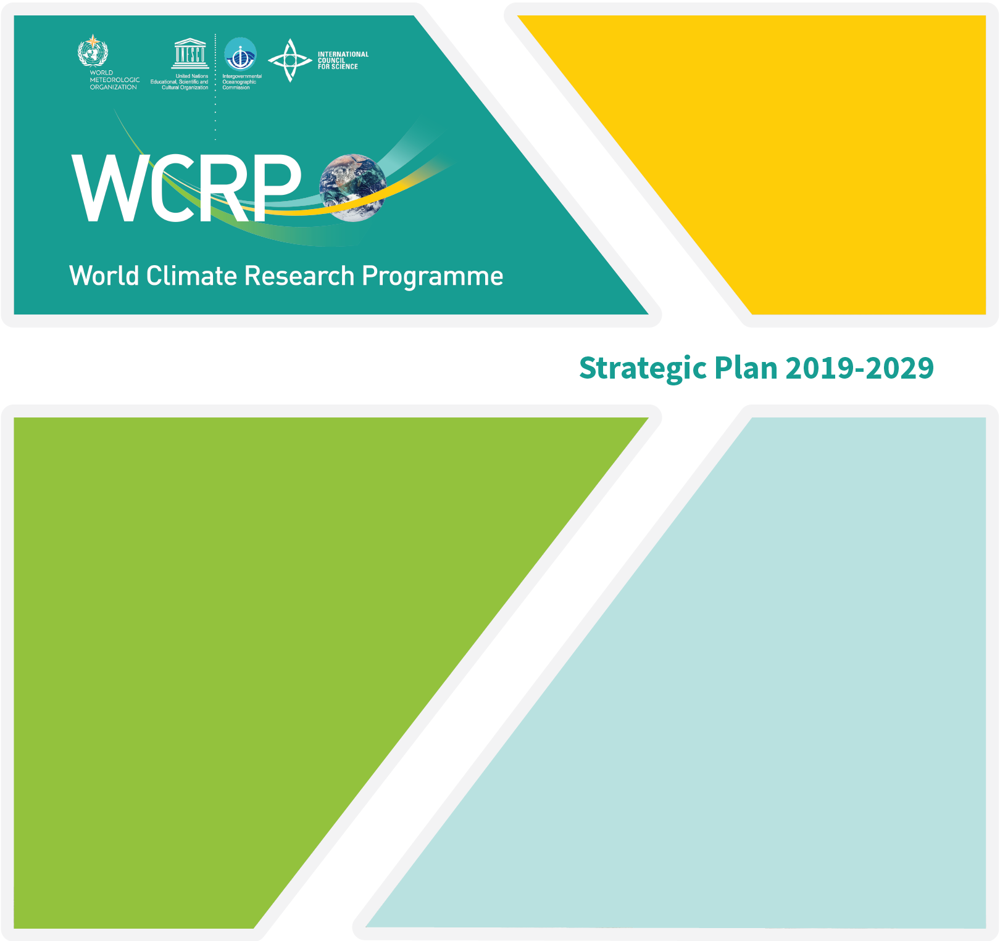 WORLD
METEOROLOGIC
ORGANIZATION
UNESCO
United Nations
Educational, Scientific and
Cultural Organization
Intergovernmental
Oceanographic
Commission
INTERNATIONAL
COUNCIL
FOR SCIENCE
WCRP
World Climate Research Programme
Strategic Plan 2019-2029